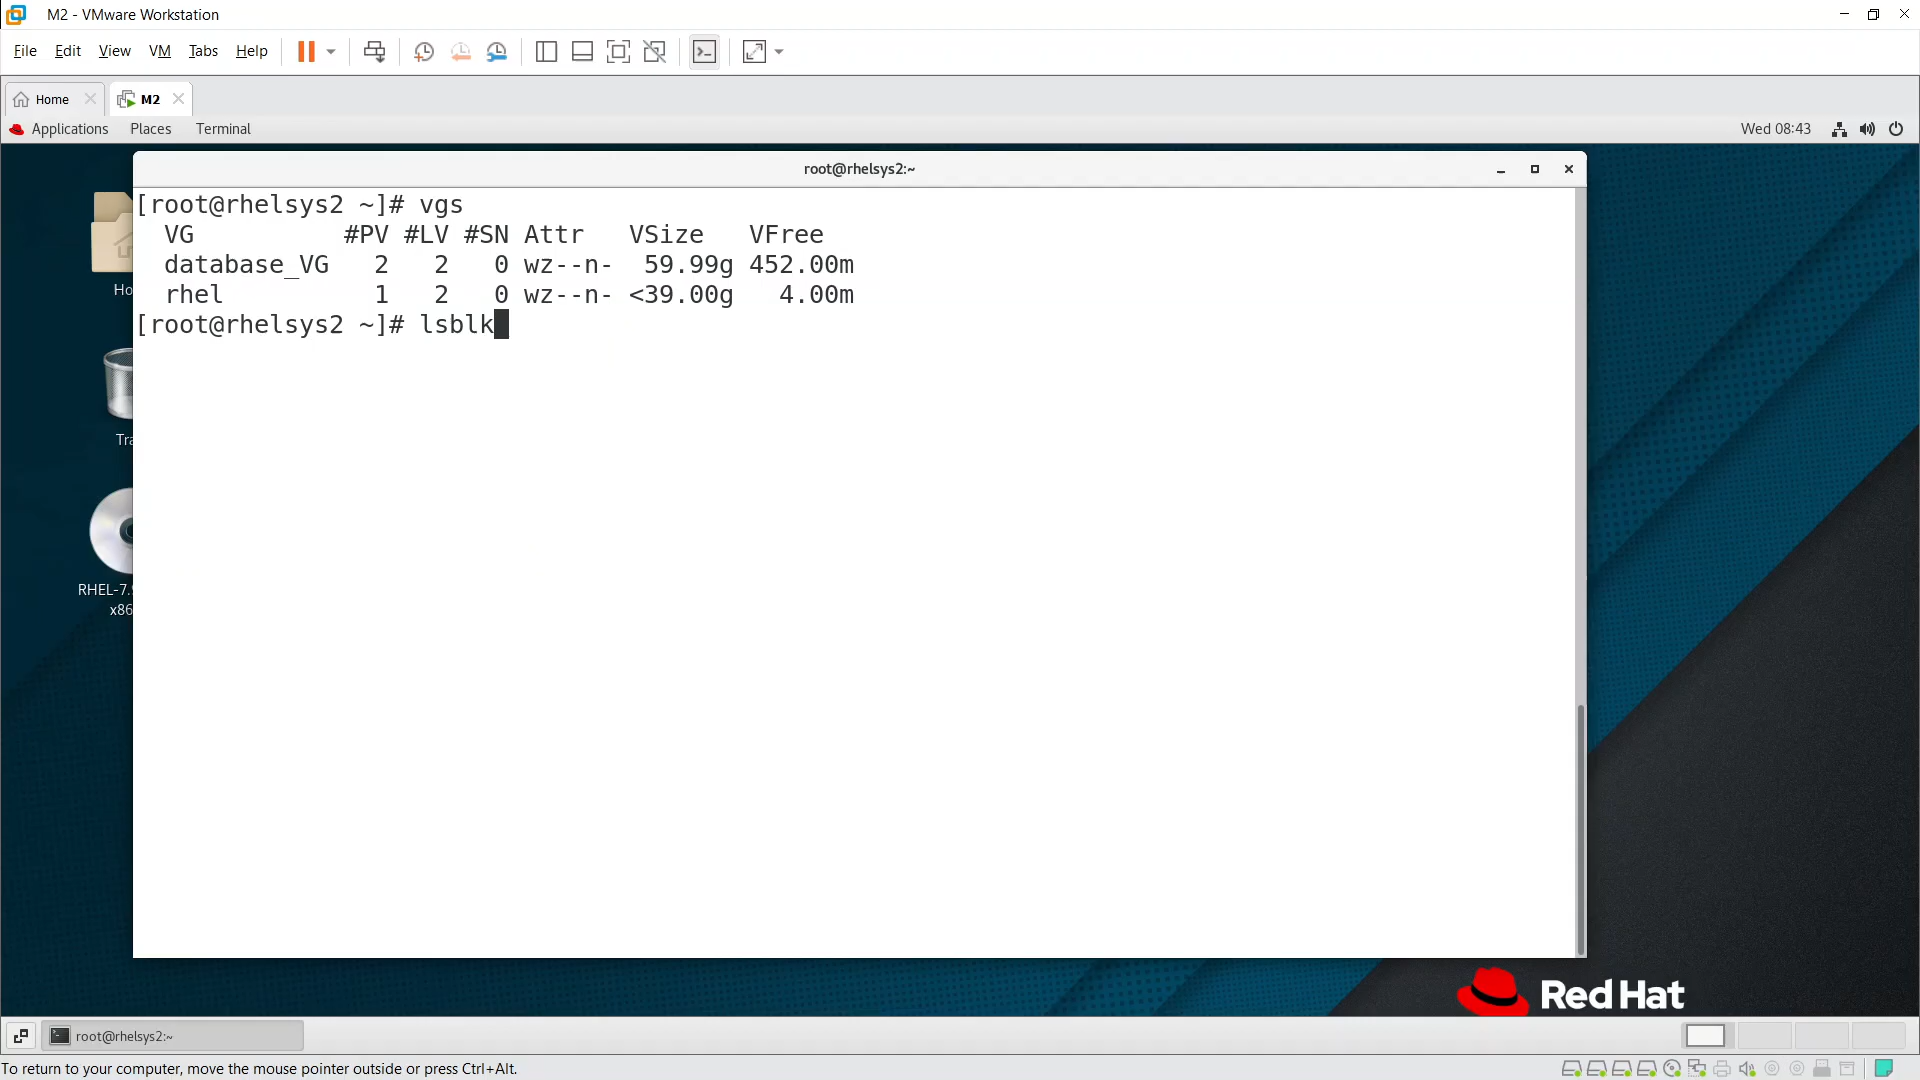 M2 - VMware Workstation
File Edit View VM Tabs Help
Home M2
Applications Places Terminal Wed 08:43
root@rhelsys2:~
[root@rhelsys2 ~]# vgs
VG #PV #LV #SN Attr VSize VFree
database_VG 2 2 0 wz--n- 59.99g 452.00m
rhel 1 2 0 wz--n- <39.00g 4.00m
[root@rhelsys2 ~]# lsblk
Ho
Tra
RHEL-7.9
x86
Red Hat
root@rhelsys2:~
To return to your computer, move the mouse pointer outside or press Ctrl+Alt.